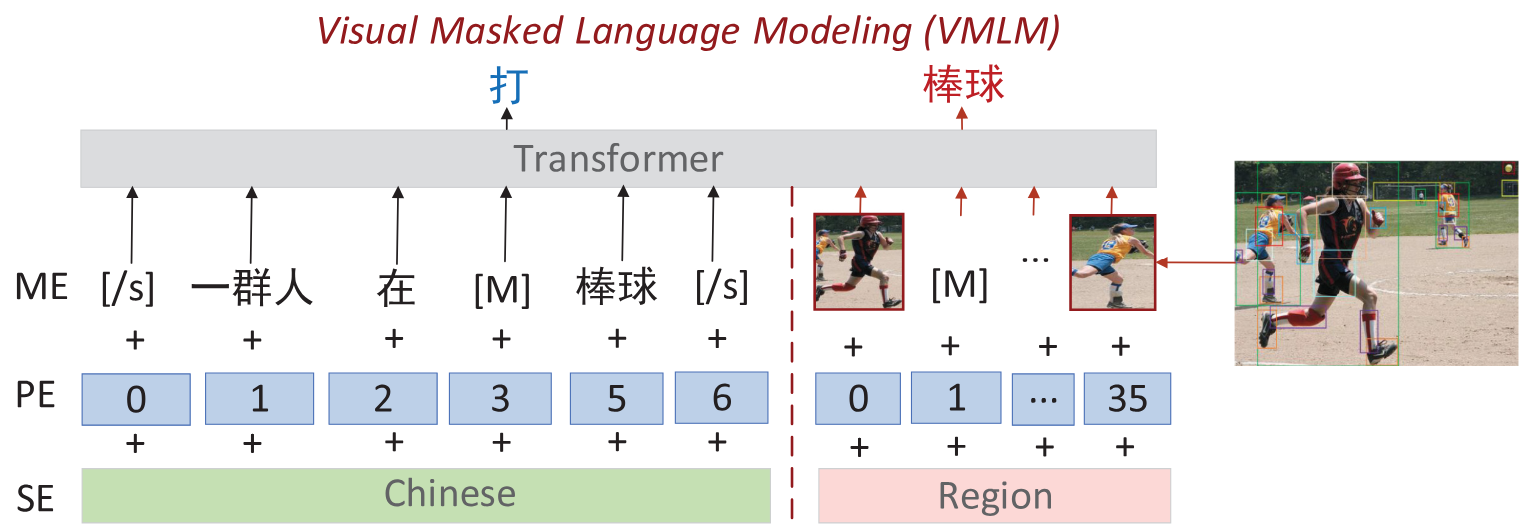 Visual Masked Language Modeling (VMLM)
打 棒球
Transformer
ME [/s] 一群人 在 [M] 棒球 [/s] [M] ...
+ + + + + + + + + +
PE 0 1 2 3 5 6 0 1 ... 35
+ + + + + + + + + +
SE Chinese Region